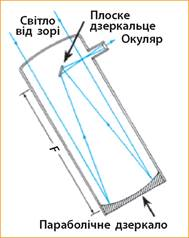 Світло
від зорі
Плоске
дзеркальце
Окуляр
F
Параболічне дзеркало